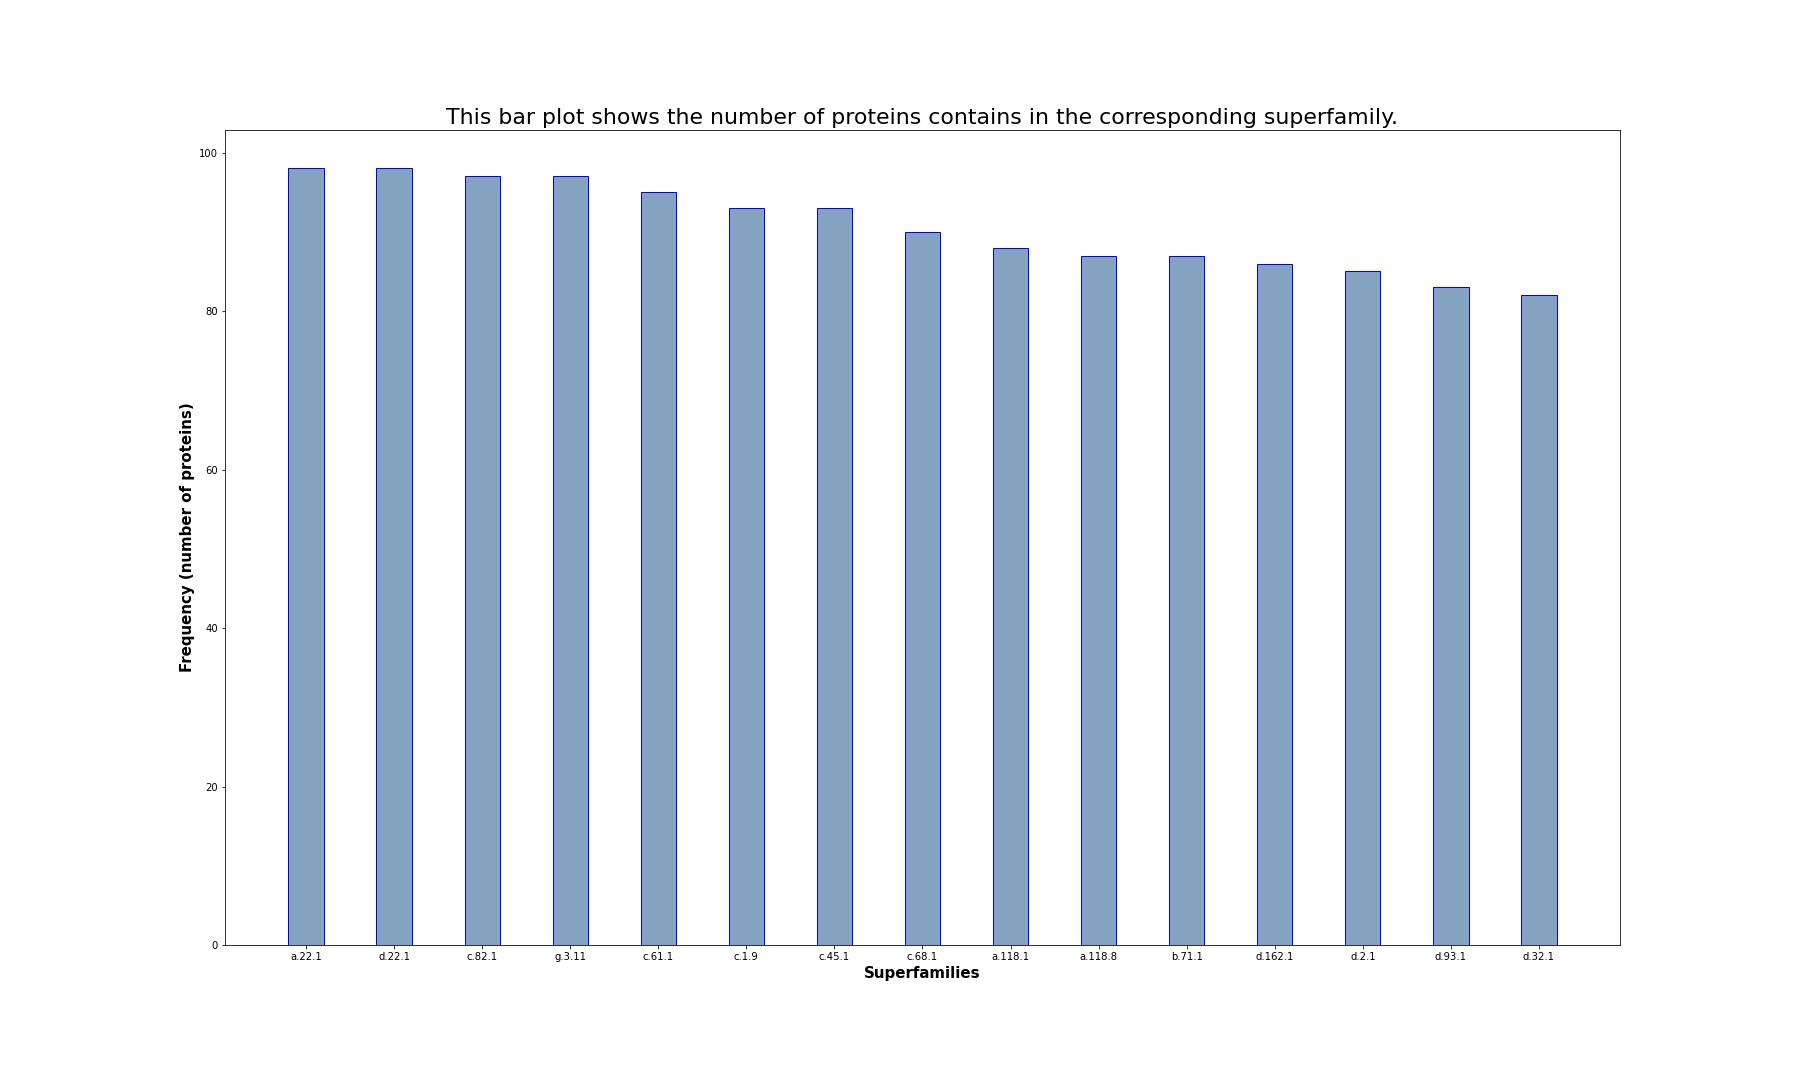 This bar plot shows the number of proteins contains in the corresponding superfamily.
Frequency (number of proteins)
100
80
60
40
20
0
a.22.1 d.22.1 c.82.1 g.3.11 c.61.1 c.1.9 c.45.1 c.68.1 a.118.1 a.118.8 b.71.1 d.162.1 d.2.1 d.93.1 d.32.1
Superfamilies